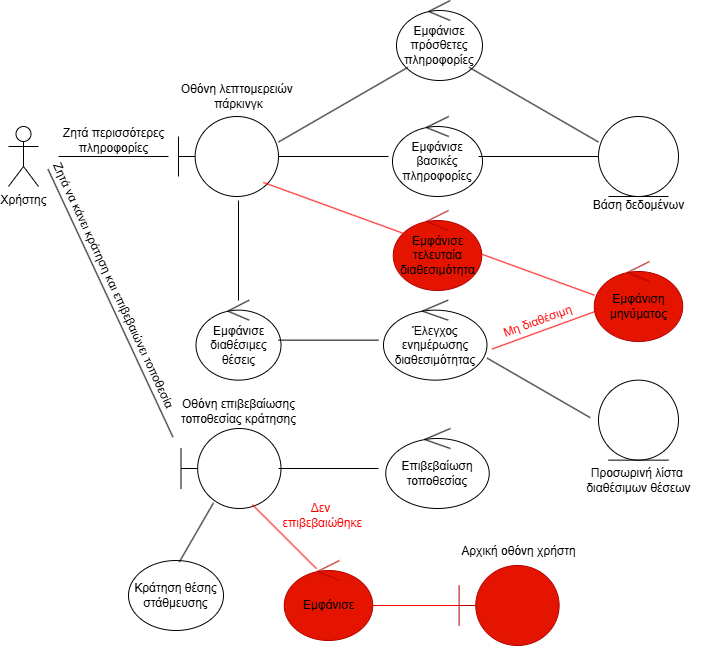 Εμφάνισε
πρόσθετες
πληροφορίες
Οθόνη λεπτομερειών
πάρκινγκ
Ζητά περισσότερες
πληροφορίες
Χρήστης
Εμφάνισε
βασικές
πληροφορίες
Βάση δεδομένων
Ζητά να κάνει κράτηση και επιβεβαιώνει τοποθεσία
Εμφάνισε
τελευταία
διαθεσιμότητα
Εμφάνιση
μηνύματος
Μη διαθέσιμη
Εμφάνισε
διαθέσιμες
θέσεις
Έλεγχος
ενημέρωσης
διαθεσιμότητας
Οθόνη επιβεβαίωσης
τοποθεσίας κράτησης
Επιβεβαίωση
τοποθεσίας
Προσωρινή λίστα
διαθέσιμων θέσεων
Δεν
επιβεβαιώθηκε
Αρχική οθόνη χρήστη
Κράτηση θέσης
στάθμευσης
Εμφάνισε